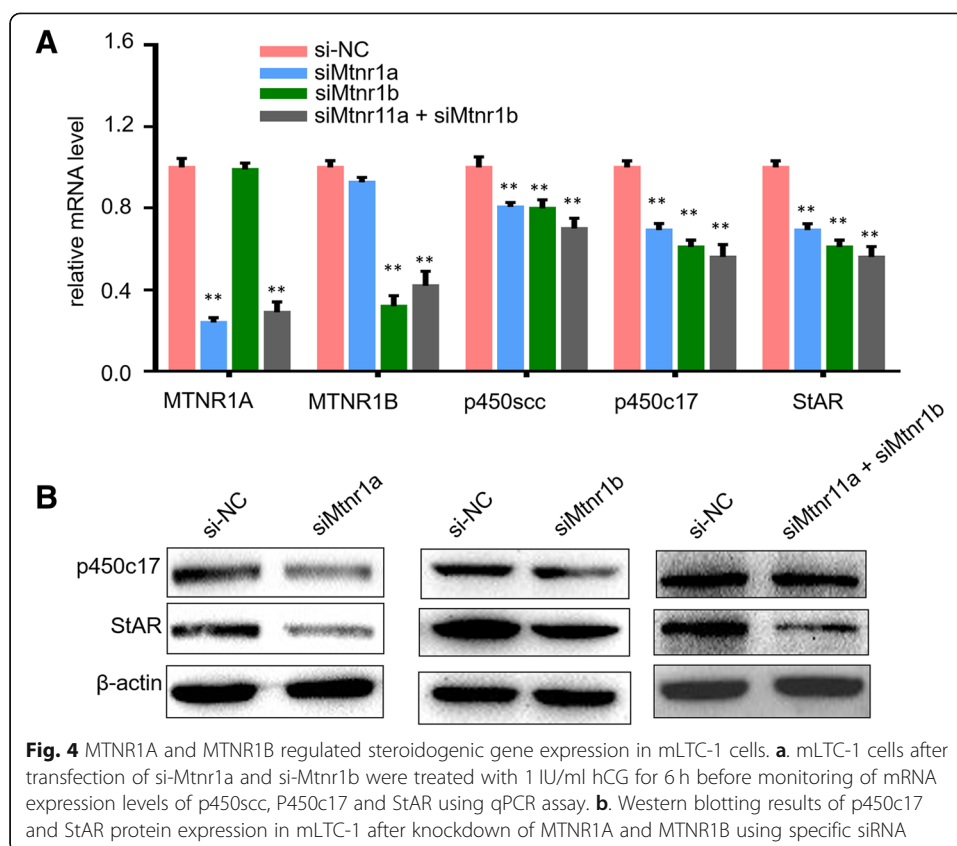 A
1.6
1.2
0.8
0.4
0.0
relative mRNA level
si-NC
siMtnr1a
siMtnr1b
siMtnr11a + siMtnr1b
** **
** **
** ** **
** ** **
** ** **
MTNR1A MTNR1B p450scc p450c17 StAR
B
si-NC siMtnr1a si-NC siMtnr1b si-NC siMtnr11a + siMtnr1b
p450c17
StAR
β-actin
Fig. 4 MTNR1A and MTNR1B regulated steroidogenic gene expression in mLTC-1 cells. a. mLTC-1 cells after
transfection of si-Mtnr1a and si-Mtnr1b were treated with 1 IU/ml hCG for 6 h before monitoring of mRNA
expression levels of p450scc, P450c17 and StAR using qPCR assay. b. Western blotting results of p450c17
and StAR protein expression in mLTC-1 after knockdown of MTNR1A and MTNR1B using specific siRNA